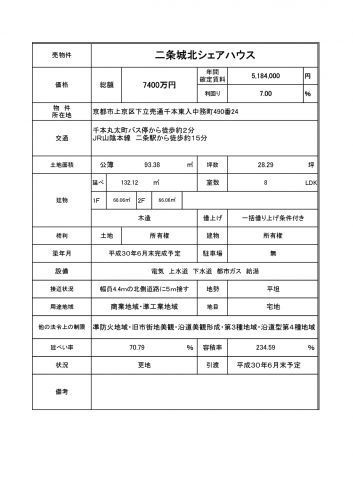 売物件 二条城北シェアハウス
価格 総額 7400万円 年間確定賃料 5,184,000 円
利回り 7.00 %
物件所在地 京都市上京区下立売通千本東入中務町490番24
交通 千本丸太町バス停から徒歩約2分
JR山陰本線 二条駅から徒歩約15分
土地面積 公簿 93.38 ㎡ 坪数 28.29 坪
建物 延べ 132.12 ㎡ 室数 8 LDK
1F 66.06㎡ 2F 66.06㎡
木造 借上げ 一括借り上げ条件付き
権利 土地 所有権 建物 所有権
築年月 平成30年6月末完成予定 駐車場 無
設備 電気 上水道 下水道 都市ガス 給湯
接道状況 幅員4.4mの北側道路に5m接す 地勢 平坦
用途地域 商業地域・準工業地域 地目 宅地
他の法令上の制限 準防火地域・旧市街地美観・沿道美観形成・第3種地域・沿道型第4種地域
建ぺい率 70.79 % 容積率 234.59 %
状況 更地 引渡 平成30年6月末予定
備考